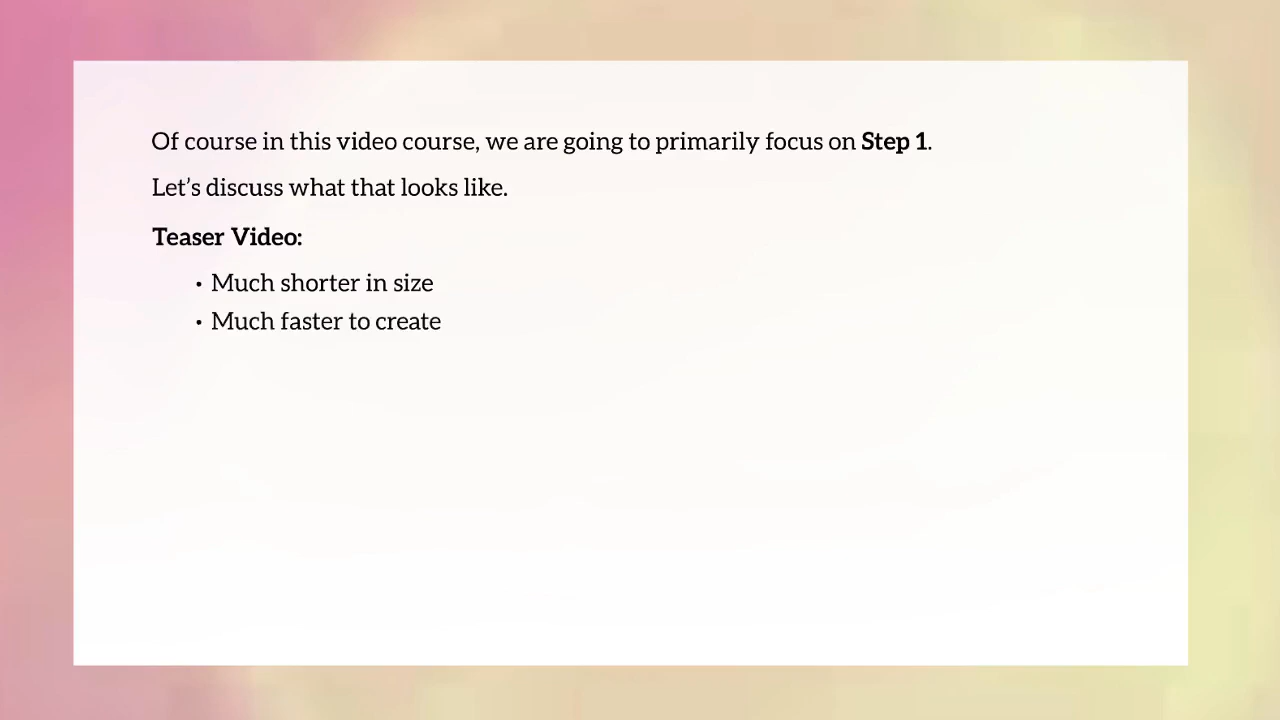 Of course in this video course, we are going to primarily focus on Step 1.
Let’s discuss what that looks like.
Teaser Video:
• Much shorter in size
• Much faster to create